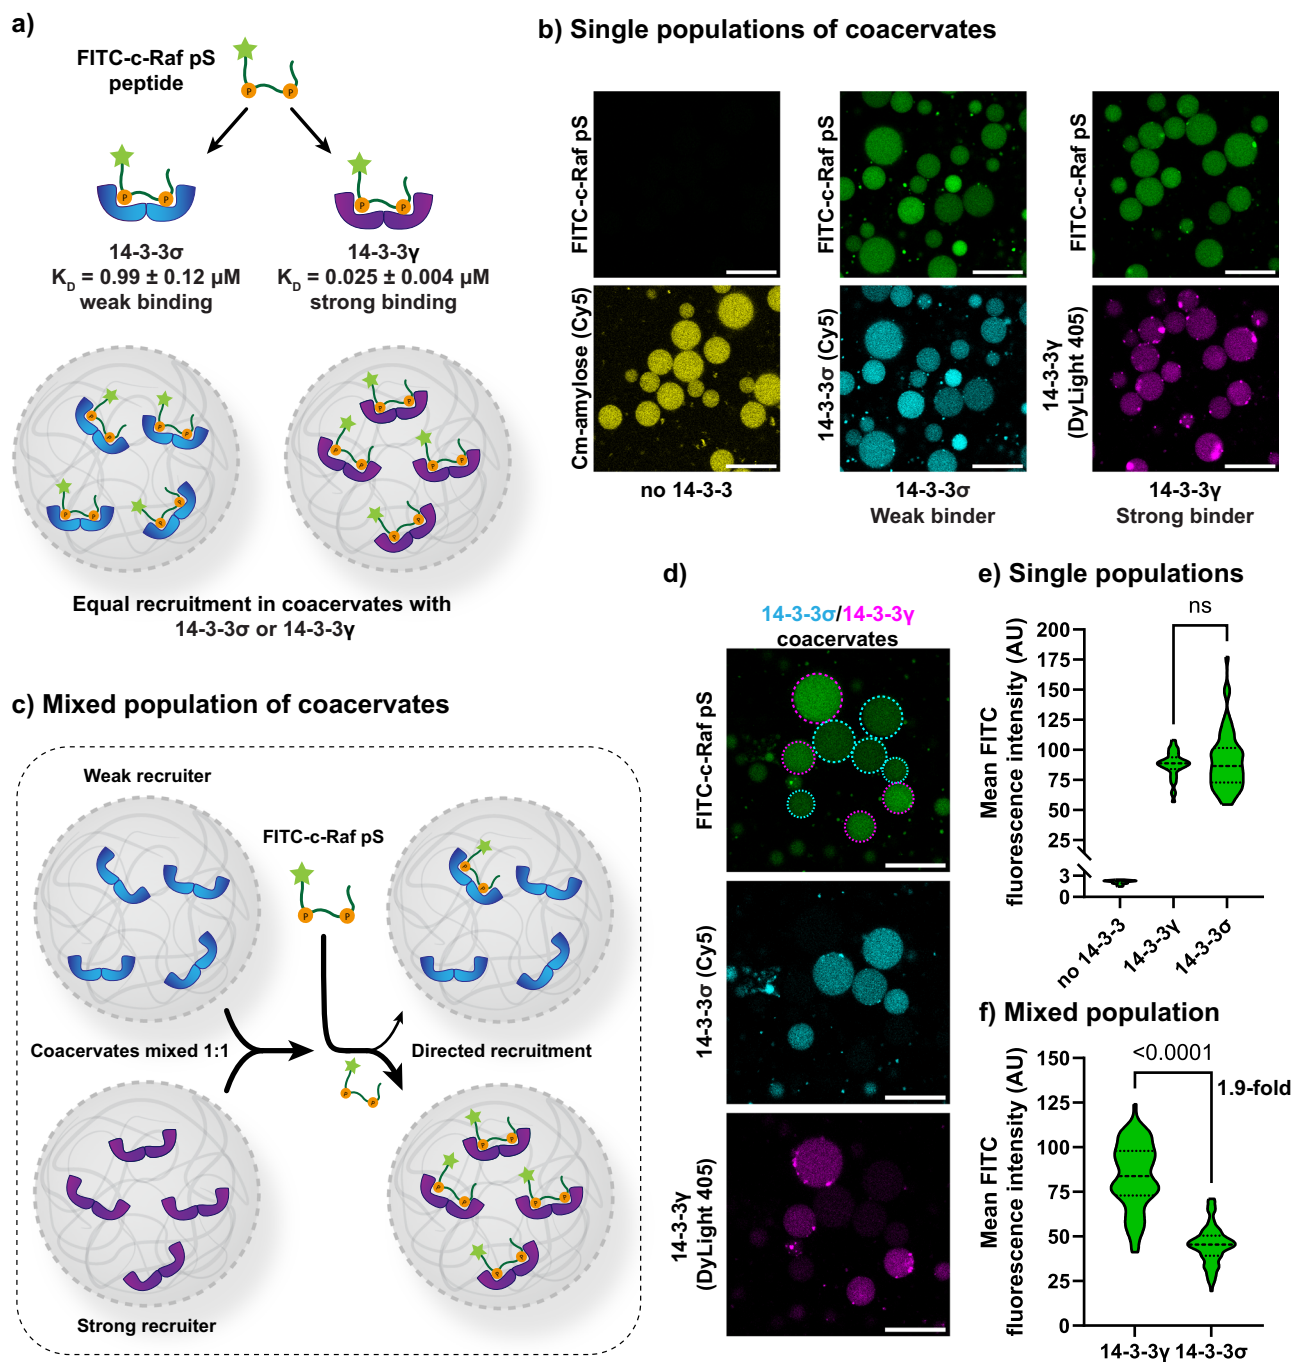 a)
FITC-c-Raf pS
peptide
P
P
P
P
P
P
14-3-3σ
K_D = 0.99 ± 0.12 µM
weak binding
14-3-3γ
K_D = 0.025 ± 0.004 µM
strong binding
Equal recruitment in coacervates with
14-3-3σ or 14-3-3γ
b) Single populations of coacervates
FITC-c-Raf pS
Cm-amylose (Cy5)
no 14-3-3
FITC-c-Raf pS
14-3-3σ (Cy5)
14-3-3σ
Weak binder
FITC-c-Raf pS
14-3-3γ
(DyLight 405)
14-3-3γ
Strong binder
c) Mixed population of coacervates
Weak recruiter
FITC-c-Raf pS
P
P
Coacervates mixed 1:1
Directed recruitment
Strong recruiter
d)
14-3-3σ/14-3-3γ
coacervates
FITC-c-Raf pS
14-3-3σ (Cy5)
14-3-3γ
(DyLight 405)
e) Single populations
Mean FITC
fluorescence intensity (AU)
200
175
150
125
100
75
50
25
3
0
ns
no 14-3-3
14-3-3γ
14-3-3σ
f) Mixed population
Mean FITC
fluorescence intensity (AU)
150
125
100
75
50
25
0
<0.0001
1.9-fold
14-3-3γ
14-3-3σ